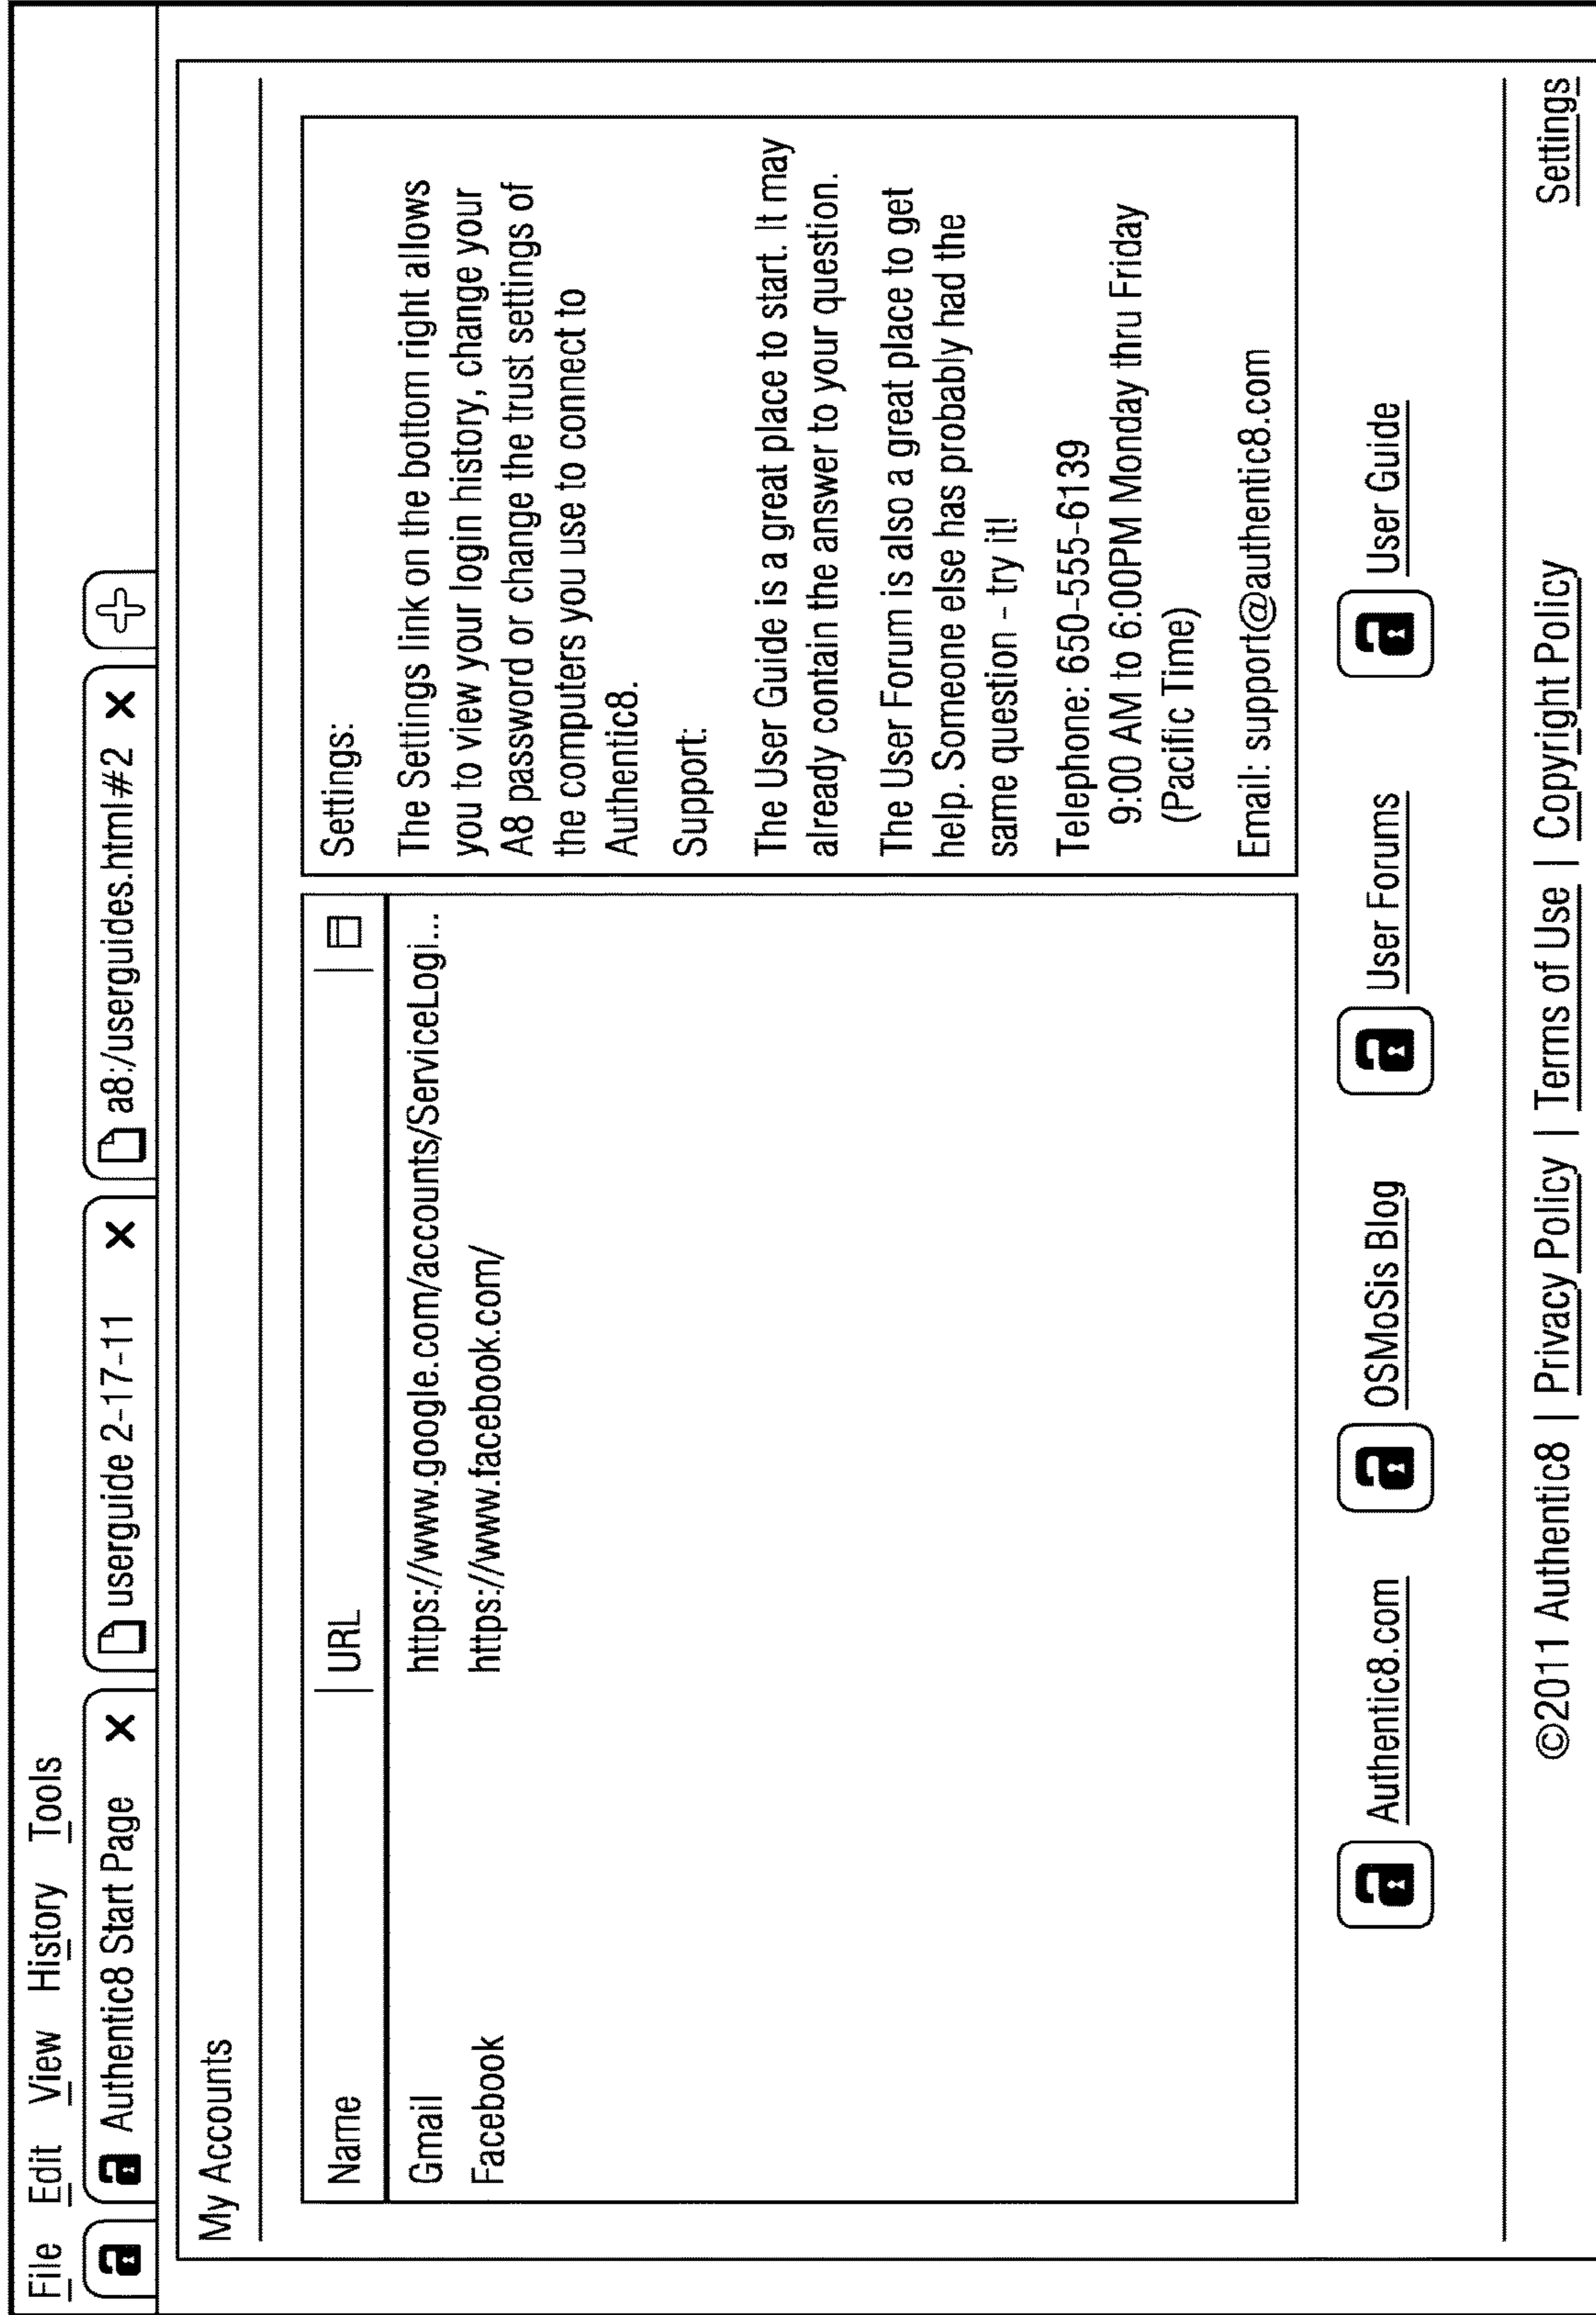 File Edit View History Tools
a Authentic8 Start Page X userguide 2-17-11 X a8:/userguides.html#2 X
My Accounts
Name URL
Gmail https://www.google.com/accounts/ServiceLogi...
Facebook https://www.facebook.com/
Settings:
The Settings link on the bottom right allows
you to view your login history, change your
A8 password or change the trust settings of
the computers you use to connect to
Authentic8.
Support:
The User Guide is a great place to start. It may
already contain the answer to your question.
The User Forum is also a great place to get
help. Someone else has probably had the
same question - try it!
Telephone: 650-555-6139
9:00 AM to 6:00PM Monday thru Friday
(Pacific Time)
Email: support@authentic8.com
a Authentic8.com a OSMoSis Blog a User Forums a User Guide
©2011 Authentic8 | Privacy Policy | Terms of Use | Copyright Policy Settings